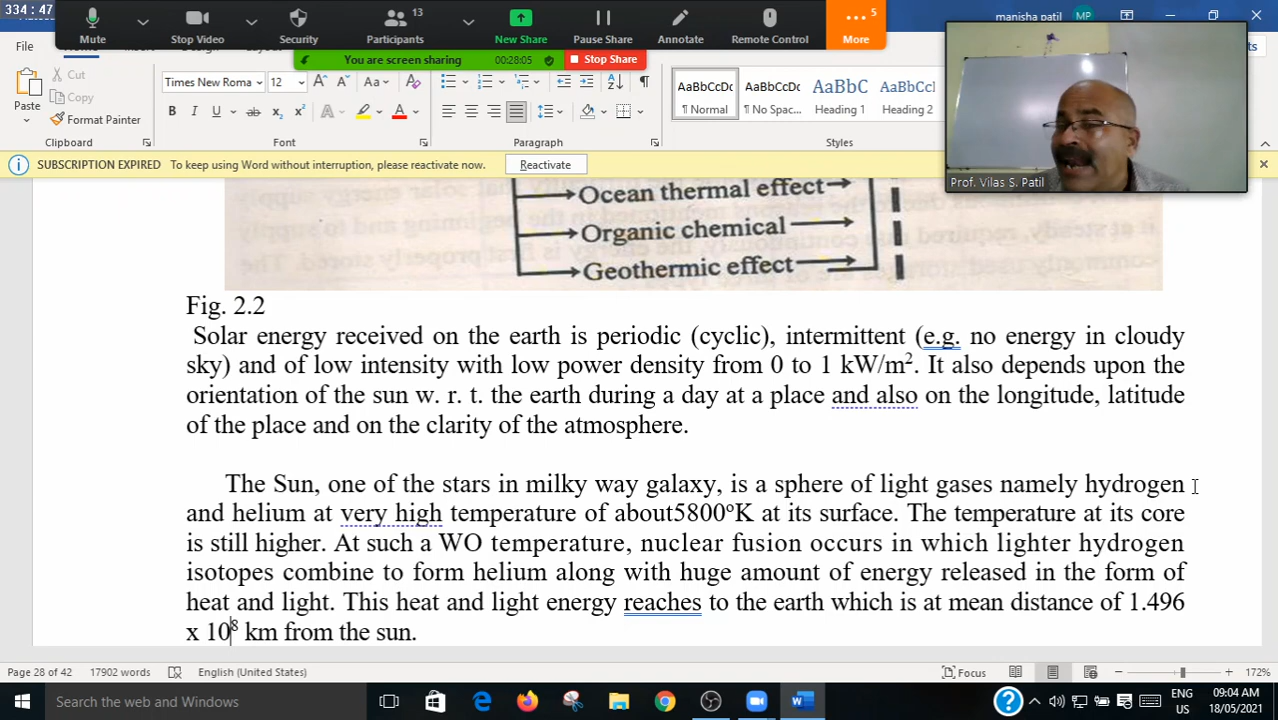 334 : 47
manisha patil MP
Mute Stop Video Security Participants 13 New Share Pause Share Annotate Remote Control More 5
You are screen sharing 00:28:05 Stop Share
File
Cut
Copy
Paste
Format Painter
Times New Roma 12 A A Aa A
B I U ab x₂ x² A A
AaBbCcDc AaBbCcDc AaBbC AaBbCcD
¶ Normal ¶ No Spac... Heading 1 Heading 2
Clipboard Font Paragraph Styles
Prof. Vilas S. Patil
SUBSCRIPTION EXPIRED To keep using Word without interruption, please reactivate now. Reactivate
Ocean thermal effect
Organic chemical
Geothermic effect
Fig. 2.2
Solar energy received on the earth is periodic (cyclic), intermittent (e.g. no energy in cloudy
sky) and of low intensity with low power density from 0 to 1 kW/m². It also depends upon the
orientation of the sun w. r. t. the earth during a day at a place and also on the longitude, latitude
of the place and on the clarity of the atmosphere.
The Sun, one of the stars in milky way galaxy, is a sphere of light gases namely hydrogen
and helium at very high temperature of about5800°K at its surface. The temperature at its core
is still higher. At such a WO temperature, nuclear fusion occurs in which lighter hydrogen
isotopes combine to form helium along with huge amount of energy released in the form of
heat and light. This heat and light energy reaches to the earth which is at mean distance of 1.496
x 10⁸ km from the sun.
Page 28 of 42 17902 words English (United States) Focus 172%
Search the web and Windows
ENG
US
09:04 AM
18/05/2021